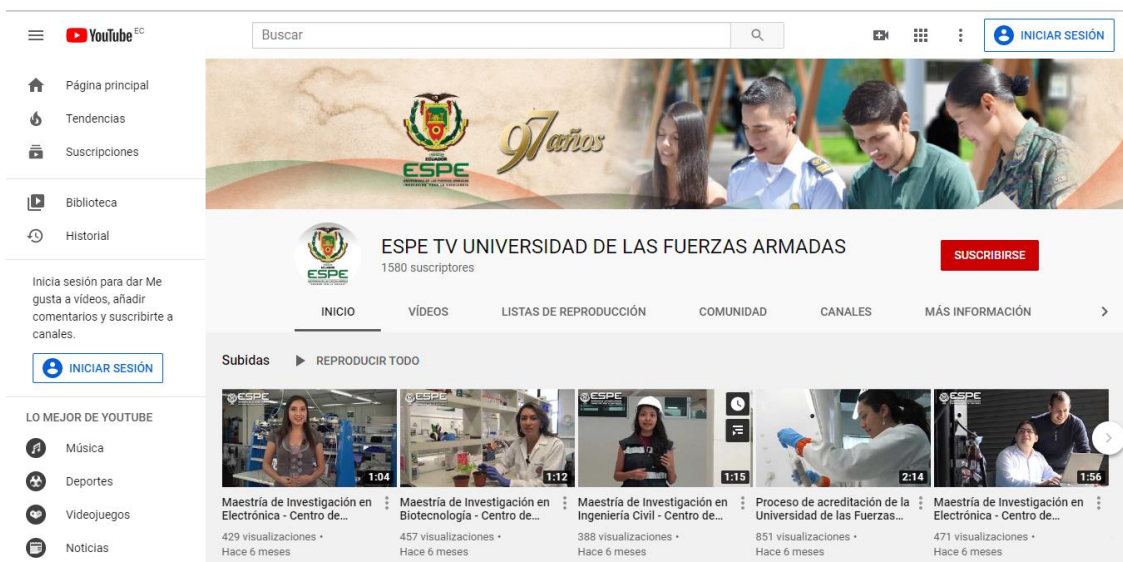 YouTube EC
Buscar
INICIAR SESIÓN
Página principal
Tendencias
Suscripciones
Biblioteca
Historial
Inicia sesión para dar Me
gusta a vídeos, añadir
comentarios y suscribirte a
canales.
INICIAR SESIÓN
LO MEJOR DE YOUTUBE
Música
Deportes
Videojuegos
Noticias
ECUADOR
ESPE
97 años
ESPE
ESPE TV UNIVERSIDAD DE LAS FUERZAS ARMADAS
1580 suscriptores
SUSCRIBIRSE
INICIO VÍDEOS LISTAS DE REPRODUCCIÓN COMUNIDAD CANALES MÁS INFORMACIÓN
Subidas REPRODUCIR TODO
ESPE
1:04
Maestría de Investigación en
Electrónica - Centro de...
429 visualizaciones •
Hace 6 meses
ESPE
1:12
Maestría de Investigación en
Biotecnología - Centro de...
457 visualizaciones •
Hace 6 meses
ESPE
1:15
Maestría de Investigación en
Ingeniería Civil - Centro de...
388 visualizaciones •
Hace 6 meses
2:14
Proceso de acreditación de la
Universidad de las Fuerzas...
851 visualizaciones •
Hace 6 meses
ESPE
1:56
Maestría de Investigación en
Electrónica - Centro de...
471 visualizaciones •
Hace 6 meses